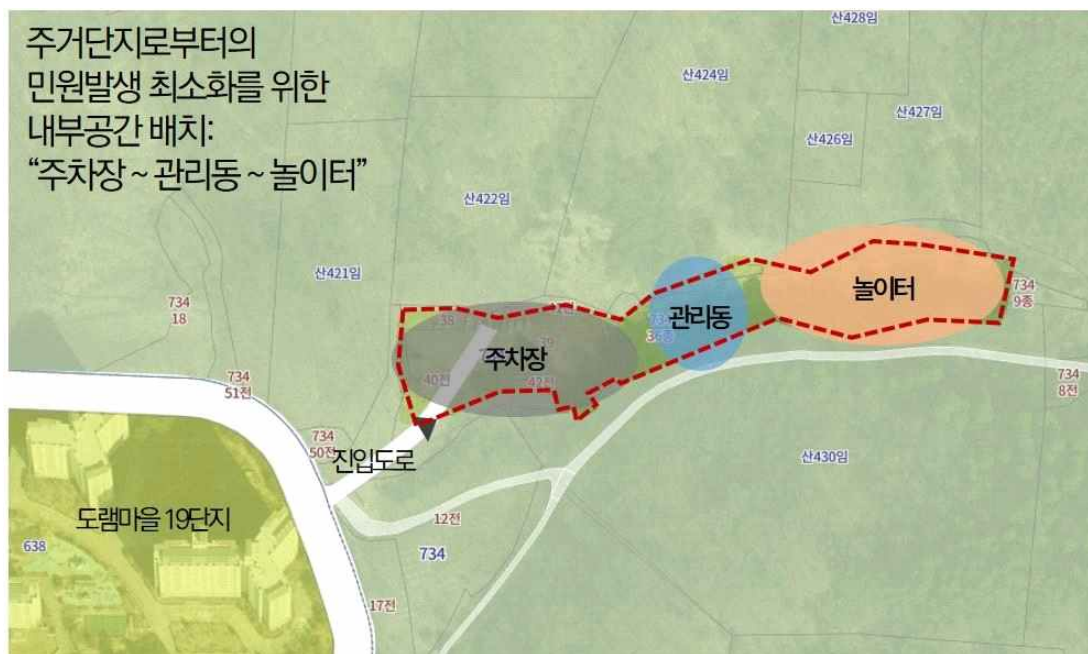 주거단지로부터의
민원발생 최소화를 위한
내부공간 배치:
“주차장 ~ 관리동 ~ 놀이터”
산428임
산424임
산427임
산426임
산422임
산421임
734
18
놀이터
734
9종
관리동
주차장
40전
42전
734
51전
734
8전
734
50전
진입도로
산430임
도램마을 19단지
12전
638
734
17전